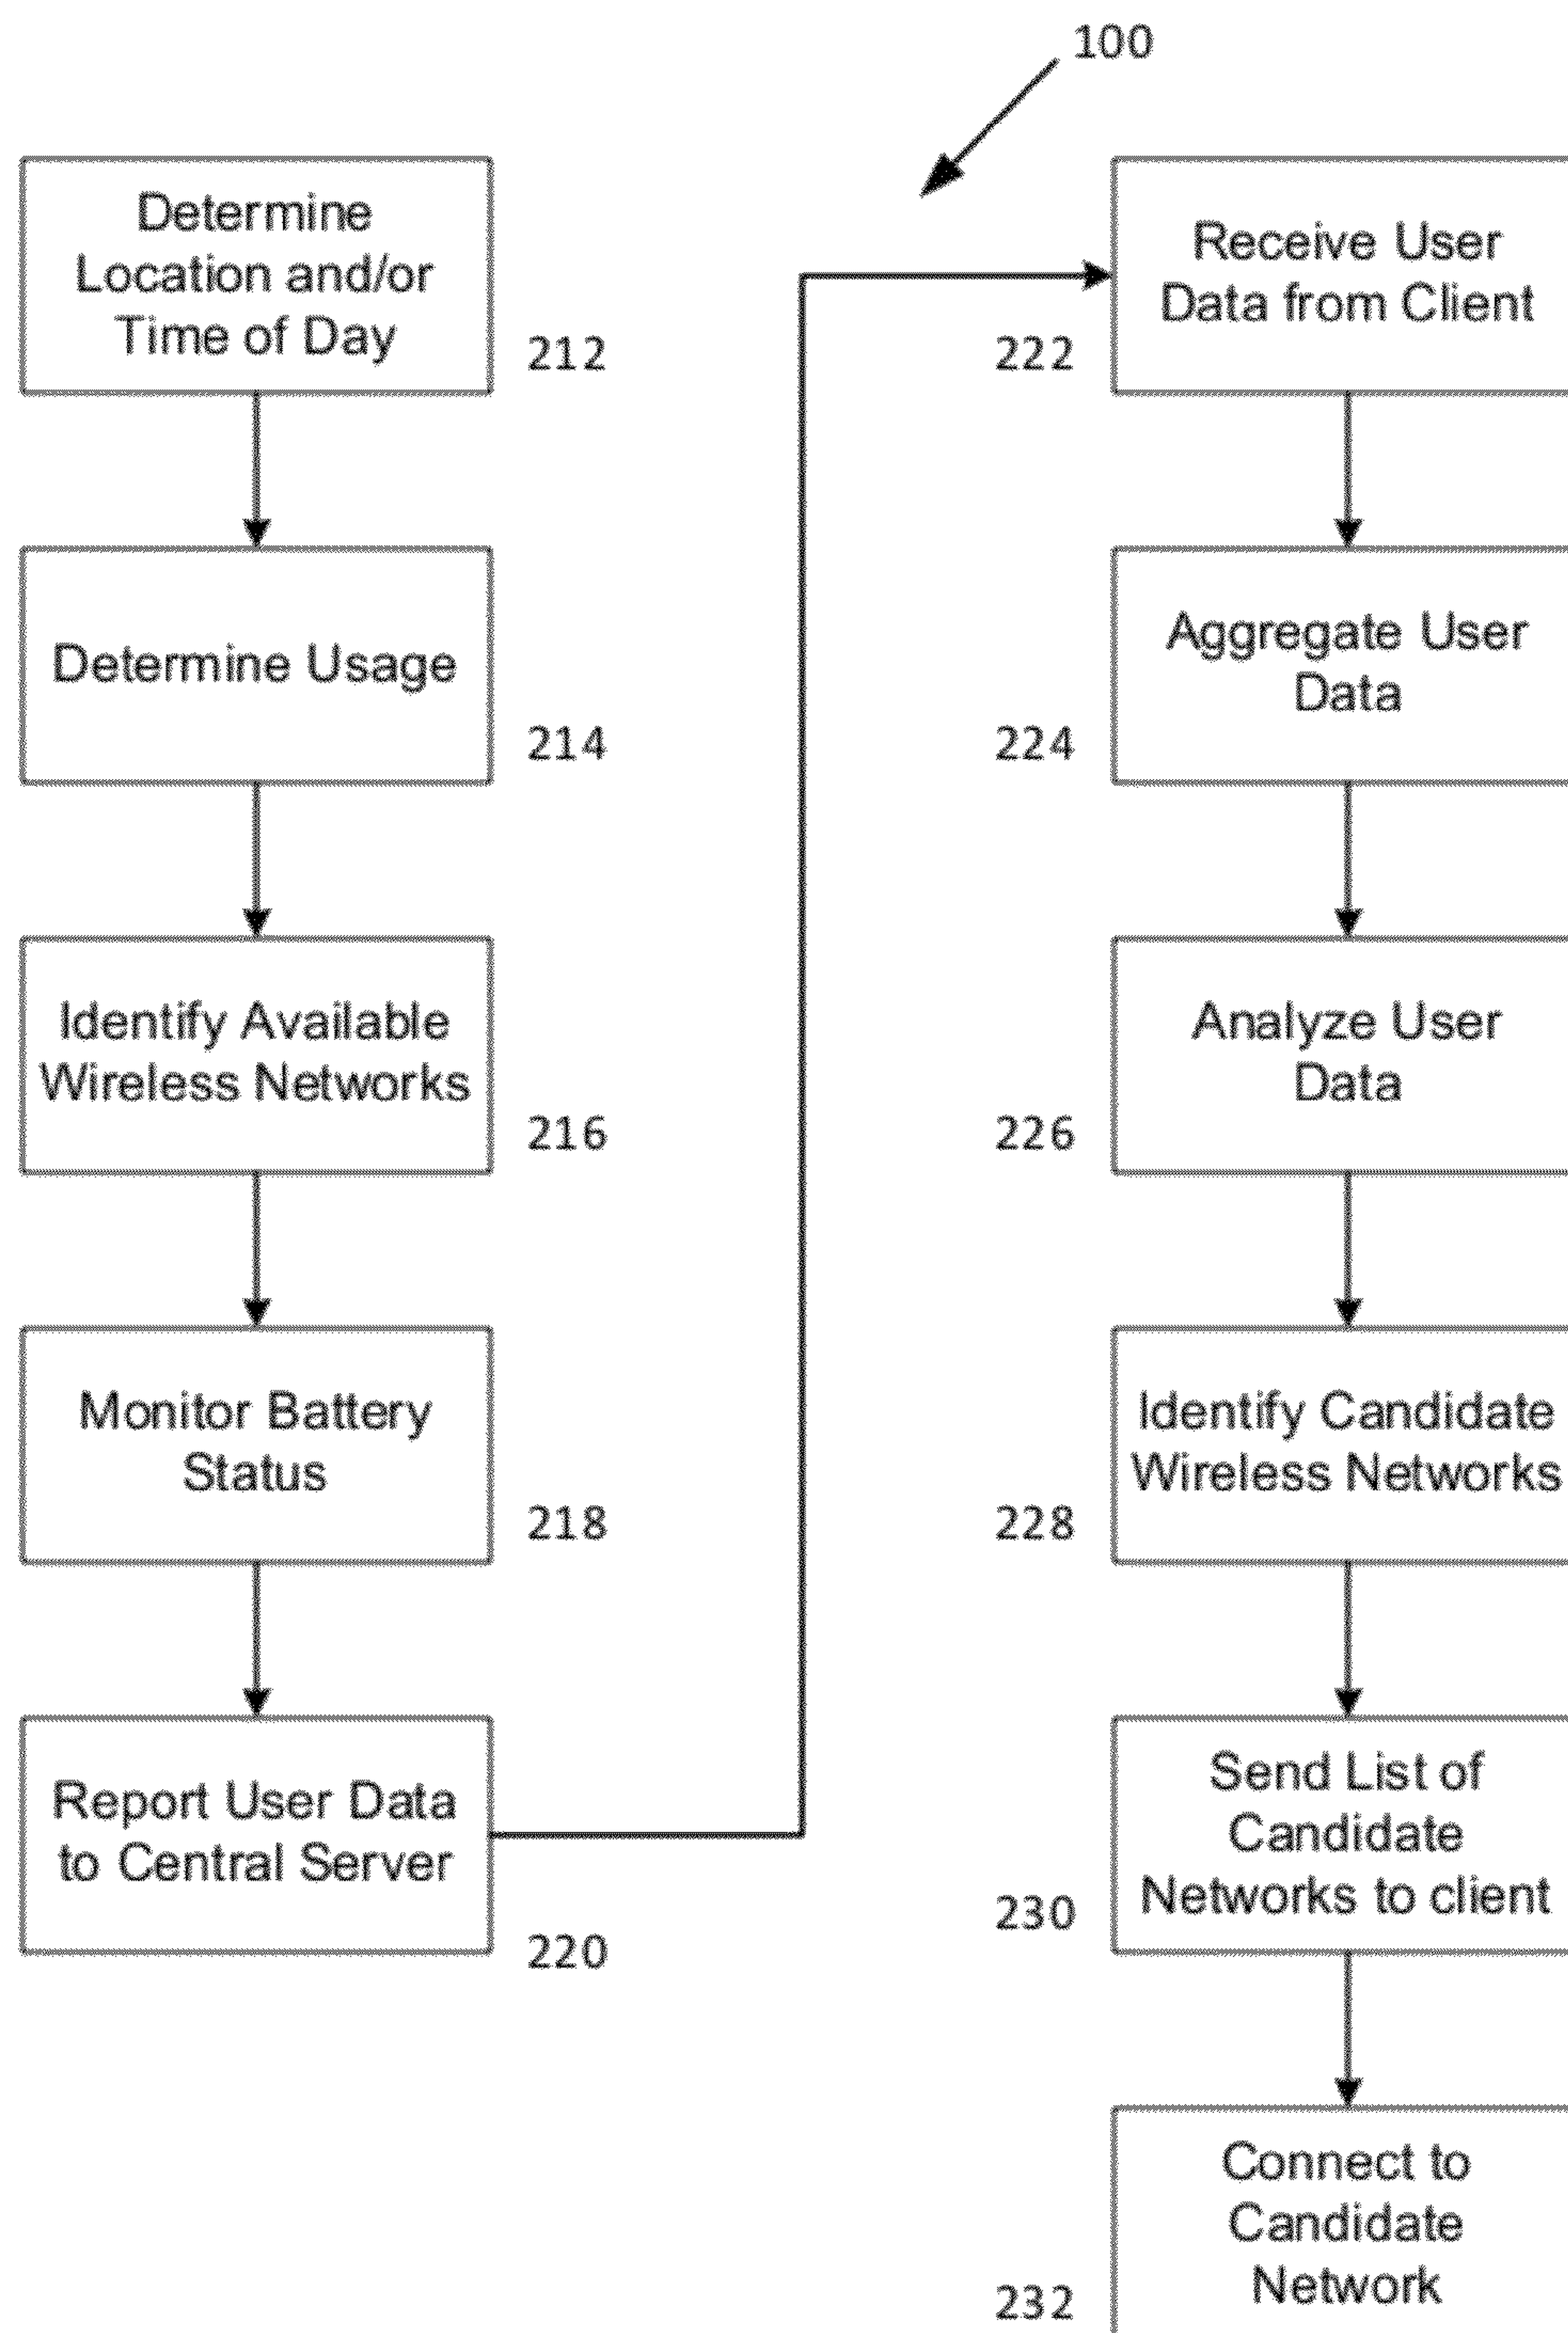 100
Determine
Location and/or
Time of Day
212
Determine Usage
214
Identify Available
Wireless Networks
216
Monitor Battery
Status
218
Report User Data
to Central Server
220
Receive User
Data from Client
222
Aggregate User
Data
224
Analyze User
Data
226
Identify Candidate
Wireless Networks
228
Send List of
Candidate
Networks to client
230
Connect to
Candidate
Network
232